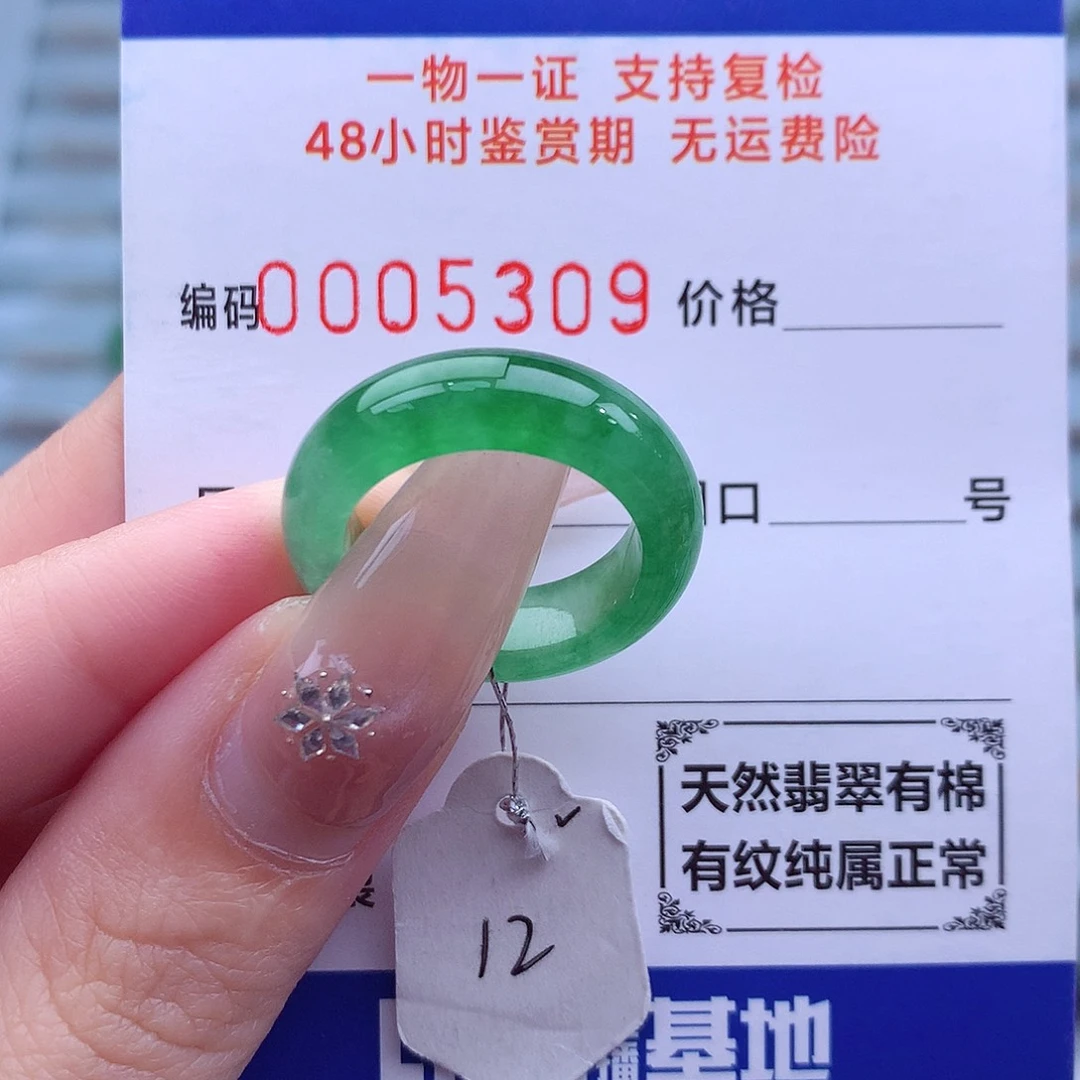 一物一证 支持复检
48小时鉴赏期 无运费险
编码0005309 价格
口 号
天然翡翠有棉
有纹纯属正常
12
播基地